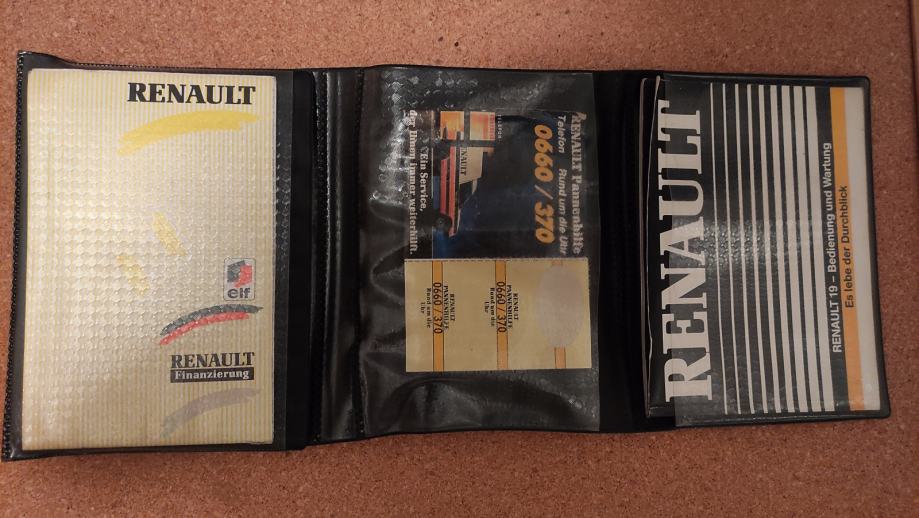 RENAULT
elf
RENAULT
Finanzierung
RENAULT Pannenhilfe
Telefon Rund um die Uhr
0660 / 370
TELEFON
RENAULT
"Ein Service,
der Ihnen immer weiterhilft.
RENAULT
PANNENHILFE
0660 / 370
Rund um die
Uhr
RENAULT
PANNENHILFE
0660 / 370
Rund um die
Uhr
RENAULT
RENAULT 19 – Bedienung und Wartung
Es lebe der Durchblick